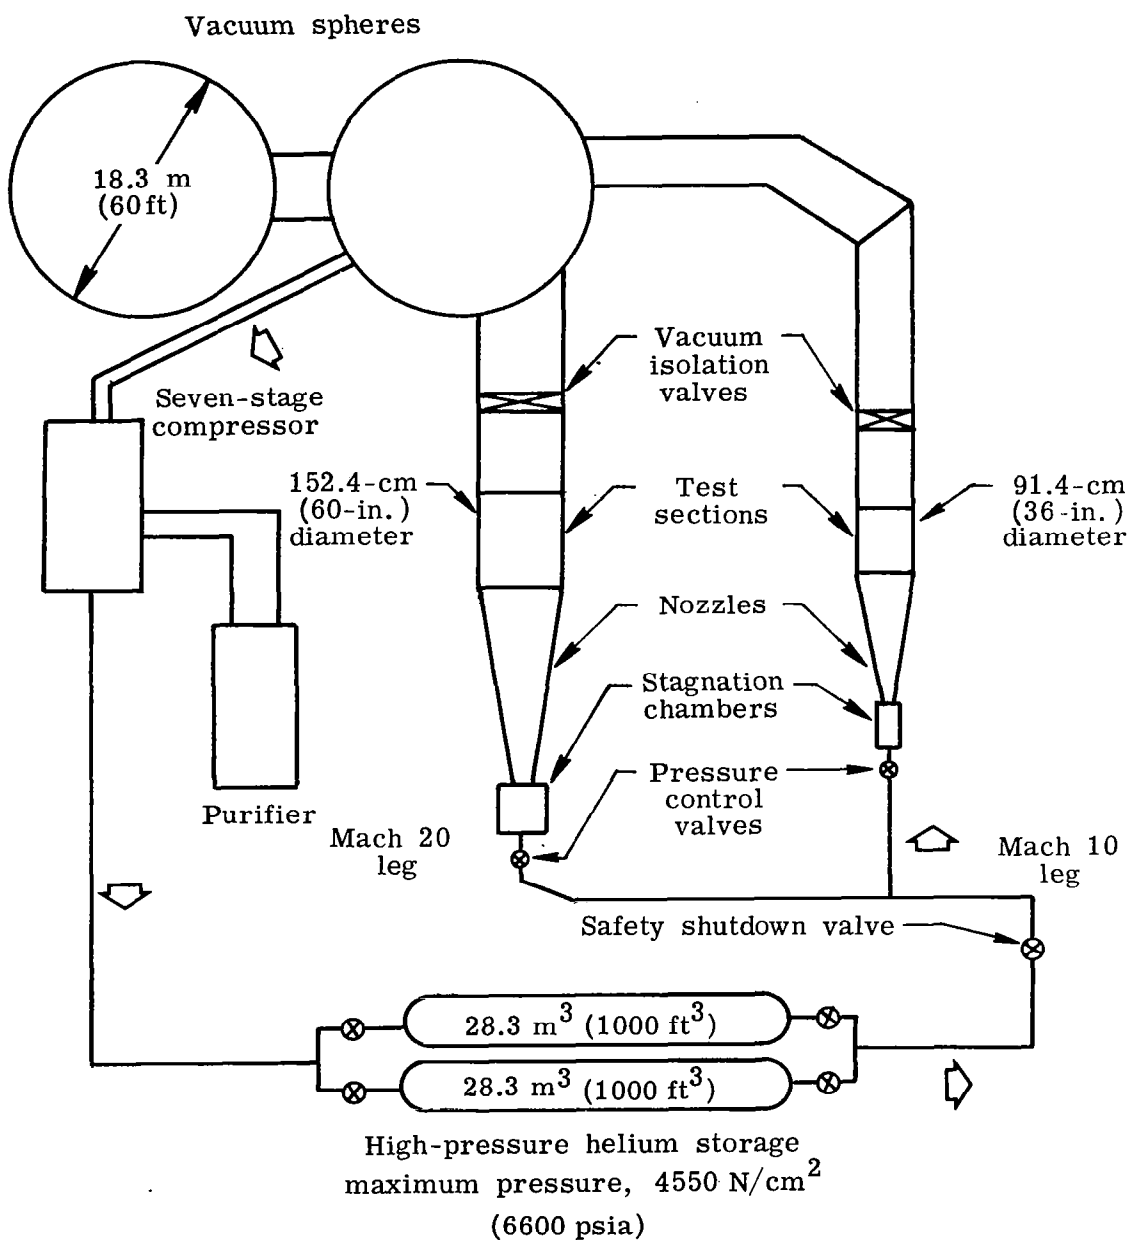 Vacuum spheres
18.3 m
(60 ft)
Vacuum
isolation
valves
Seven-stage
compressor
152.4-cm
(60-in.)
diameter
Test
sections
91.4-cm
(36-in.)
diameter
Nozzles
Stagnation
chambers
Pressure
control
valves
Purifier
Mach 20
leg
Mach 10
leg
Safety shutdown valve
28.3 m³ (1000 ft³)
28.3 m³ (1000 ft³)
High-pressure helium storage
maximum pressure, 4550 N/cm²
(6600 psia)